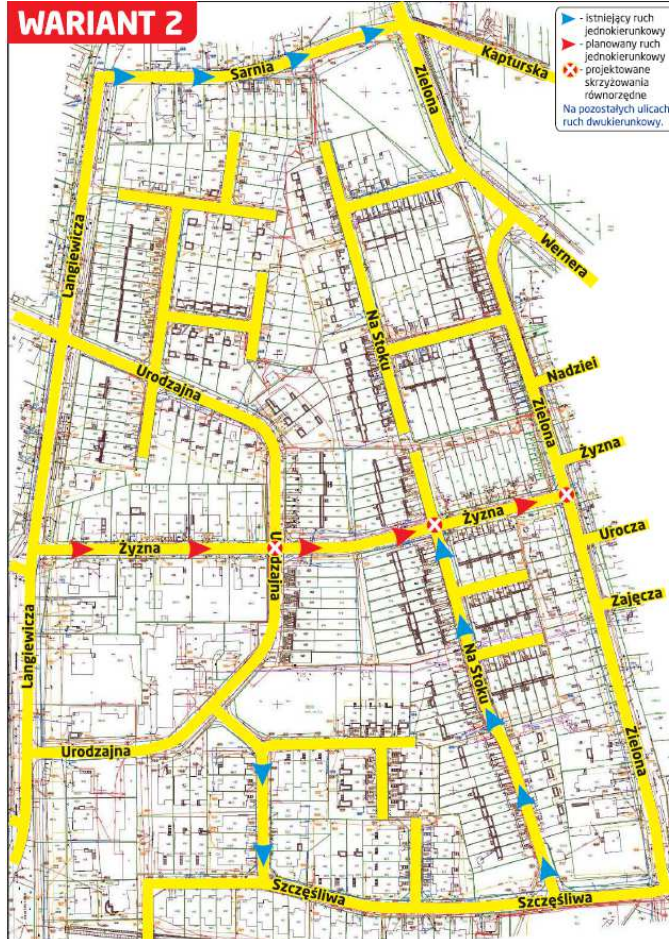 WARIANT 2
- istniejący ruch
jednokierunkowy
- planowany ruch
jednokierunkowy
- projektowane
skrzyżowania
równorzędne
Na pozostałych ulicach
ruch dwukierunkowy.
Sarnia
Zielona
Kapturska
Langiewicza
Wernera
Urodzajna
Na Stoku
Nadziei
Zielona
Żyzna
Żyzna
Urodzajna
Żyzna
Urocza
Zajęcza
Langiewicza
Na Stoku
Zielona
Urodzajna
Szczęśliwa
Szczęśliwa